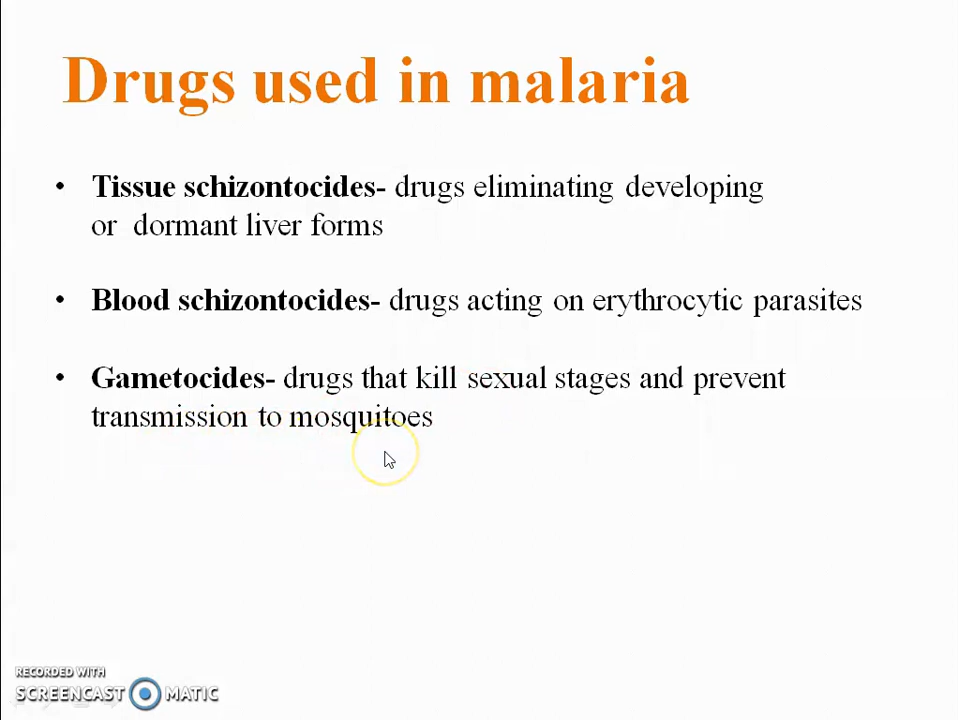 Drugs used in malaria
• Tissue schizontocides- drugs eliminating developing
or dormant liver forms
• Blood schizontocides- drugs acting on erythrocytic parasites
• Gametocides- drugs that kill sexual stages and prevent
transmission to mosquitoes
RECORDED WITH
SCREENCAST MATIC